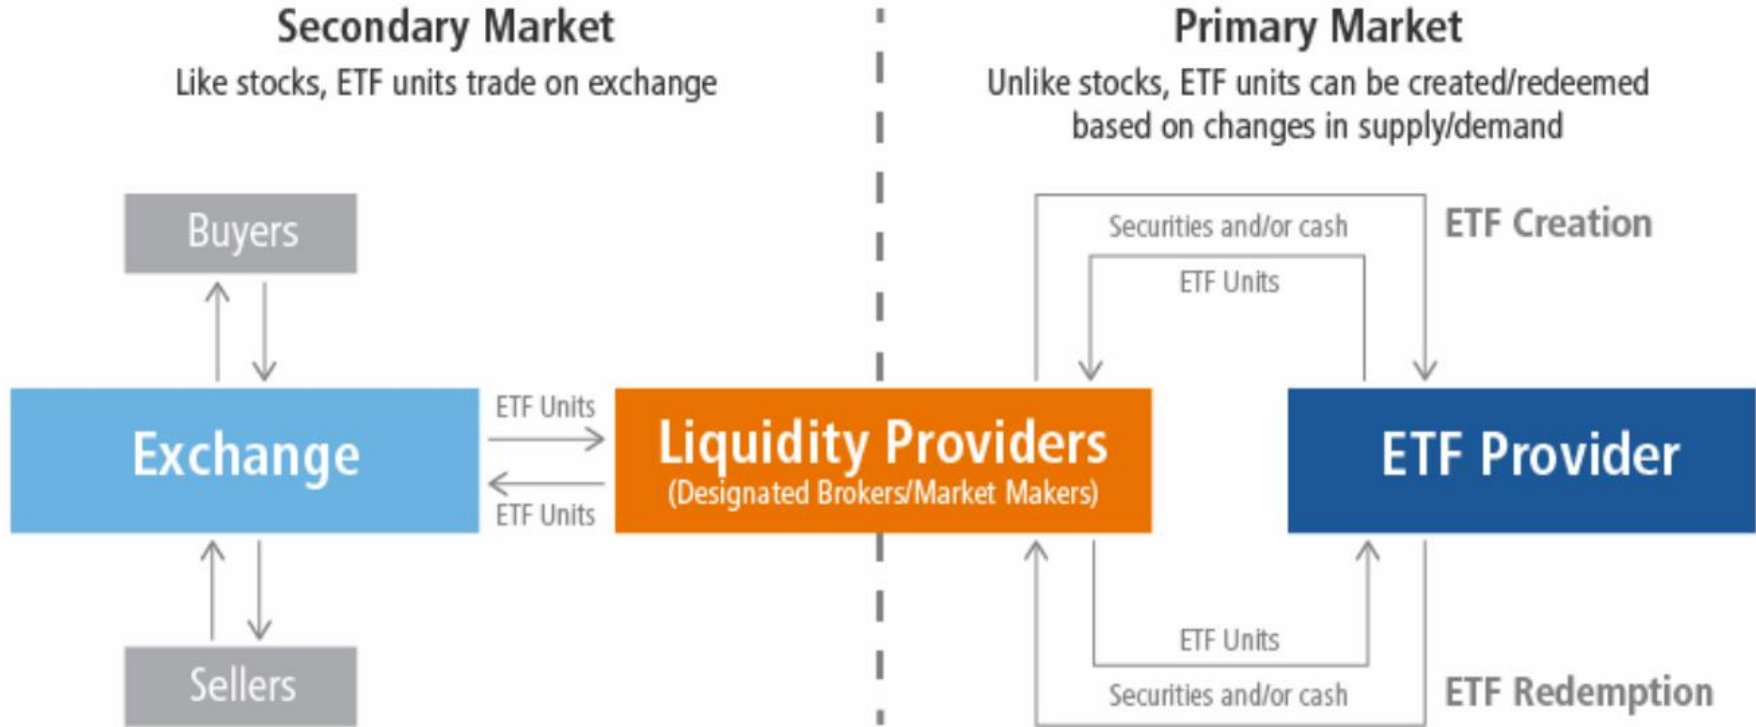 Secondary Market
Like stocks, ETF units trade on exchange
Primary Market
Unlike stocks, ETF units can be created/redeemed
based on changes in supply/demand
Buyers
Securities and/or cash
ETF Creation
ETF Units
Exchange
ETF Units
ETF Units
Liquidity Providers
(Designated Brokers/Market Makers)
ETF Provider
Sellers
ETF Units
Securities and/or cash
ETF Redemption